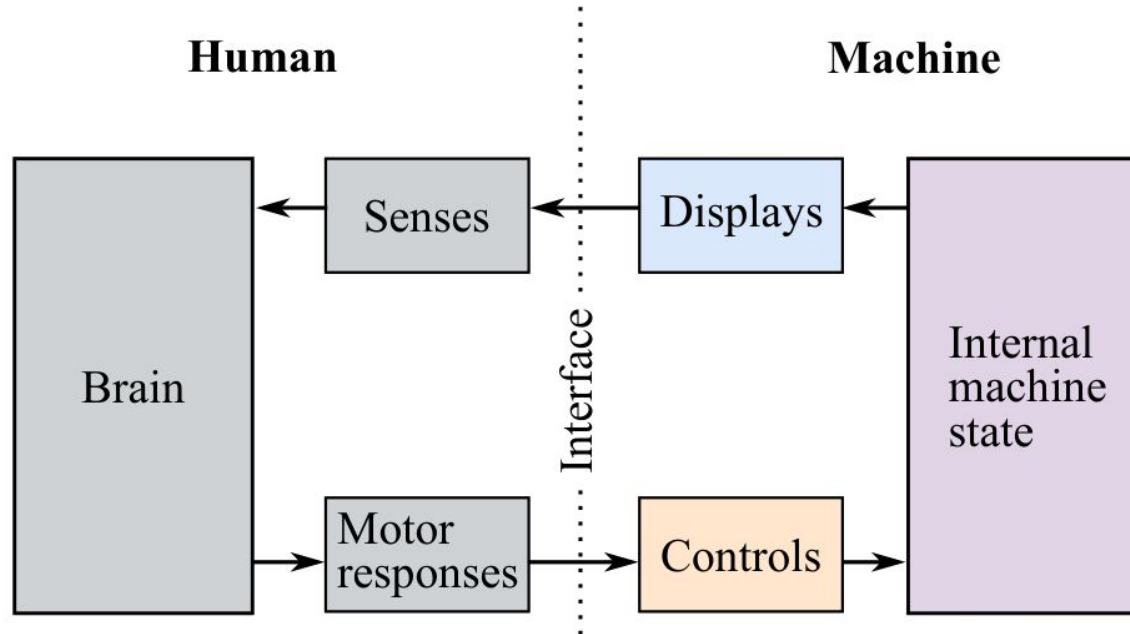 Human
Machine
Senses
Displays
Brain
Interface
Internal
machine
state
Motor
responses
Controls